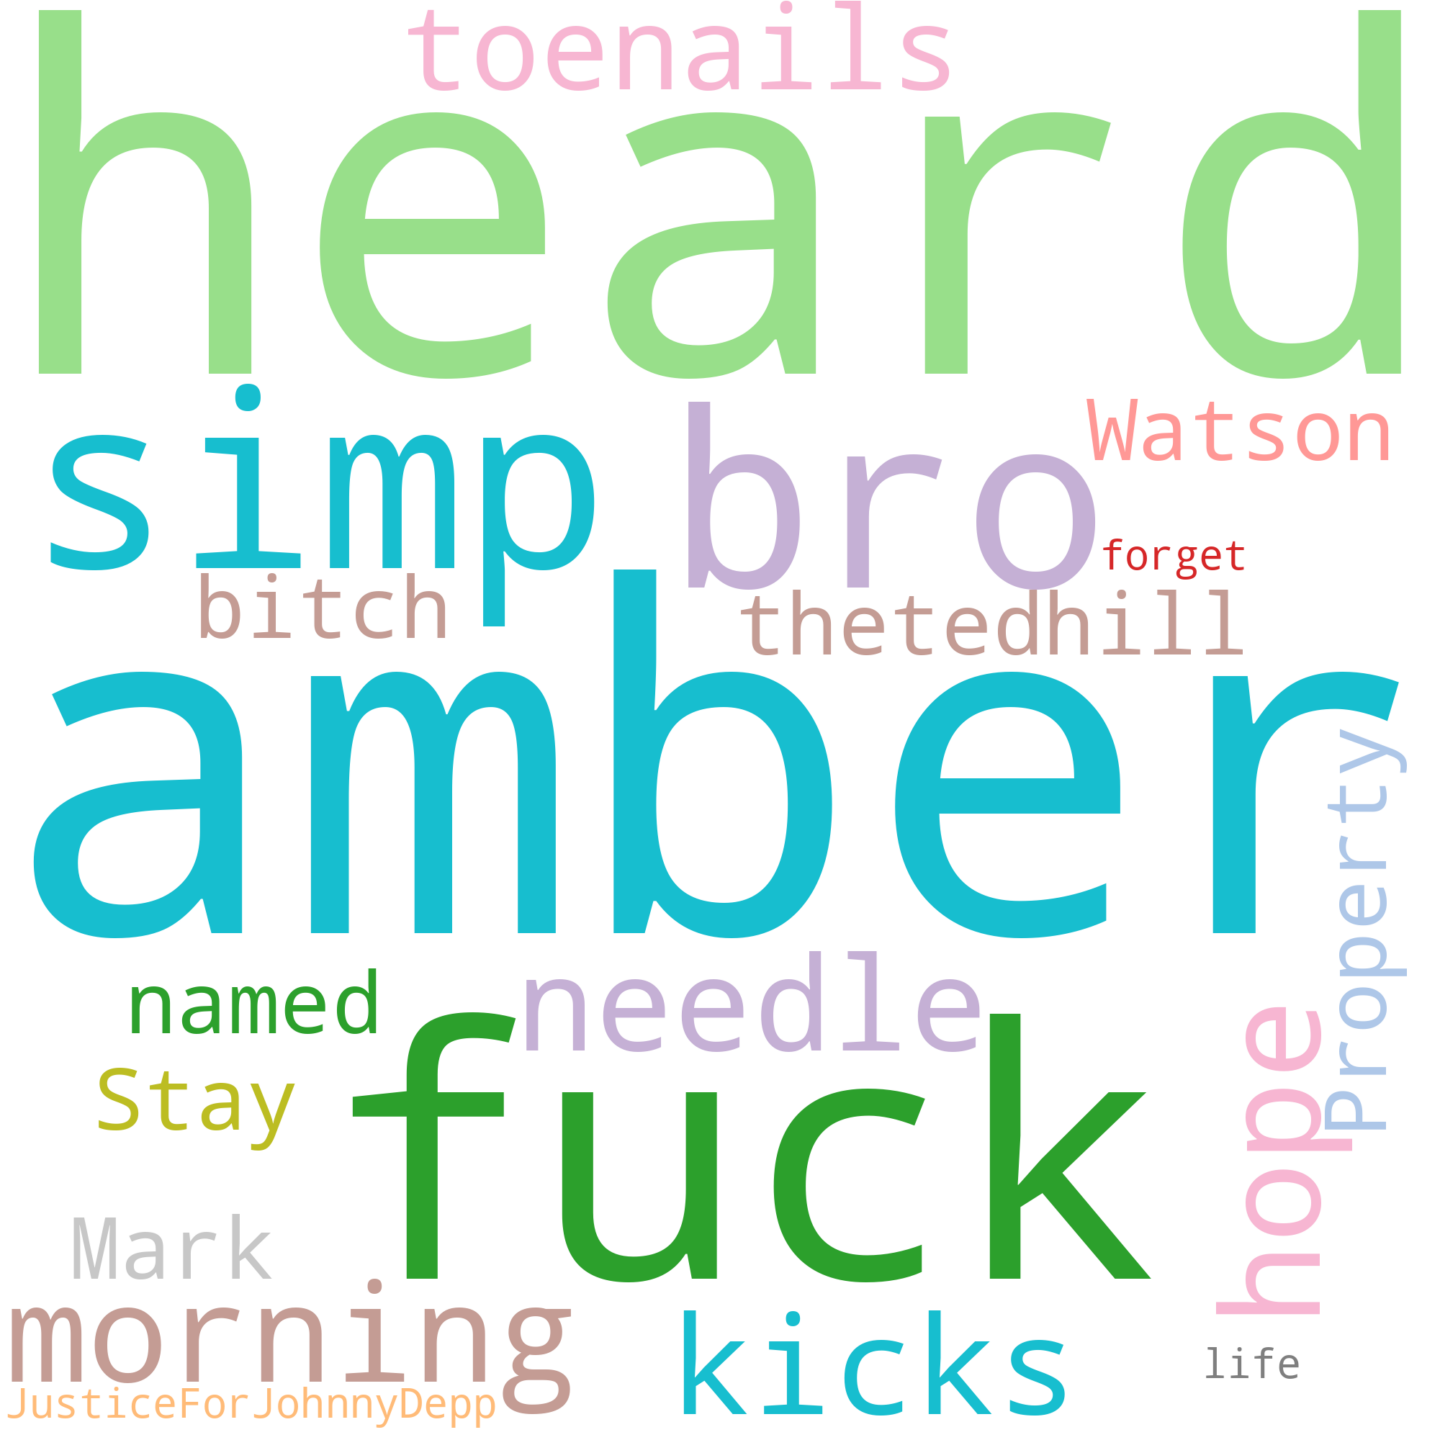 toenails
heard
simp
bro
Watson
forget
bitch
thetedhill
amber
Property
named
needle
Stay
fuck
hope
Mark
morning
kicks
life
JusticeForJohnnyDepp